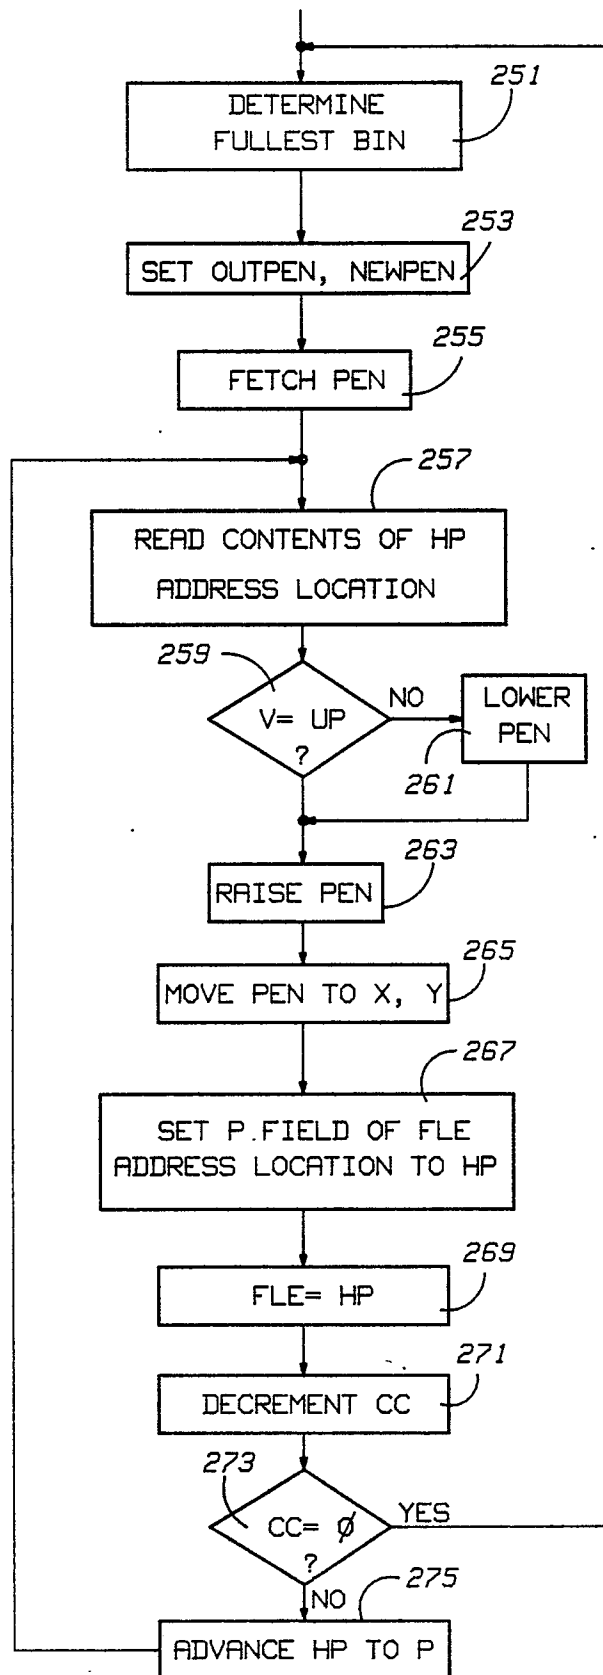 251
DETERMINE
FULLEST BIN
253
SET OUTPEN, NEWPEN
255
FETCH PEN
257
READ CONTENTS OF HP
ADDRESS LOCATION
259
V= UP
?
NO
LOWER
PEN
261
263
RAISE PEN
265
MOVE PEN TO X, Y
267
SET P.FIELD OF FLE
ADDRESS LOCATION TO HP
269
FLE= HP
271
DECREMENT CC
273
CC= Ø
?
YES
NO
275
ADVANCE HP TO P